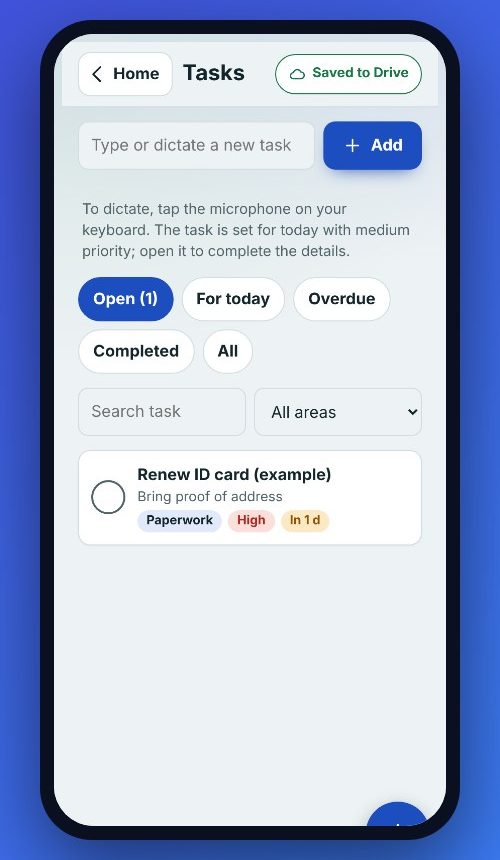 Home
Tasks
Saved to Drive
Type or dictate a new task
+ Add
To dictate, tap the microphone on your
keyboard. The task is set for today with medium
priority; open it to complete the details.
Open (1)
For today
Overdue
Completed
All
Search task
All areas
Renew ID card (example)
Bring proof of address
Paperwork
High
In 1 d